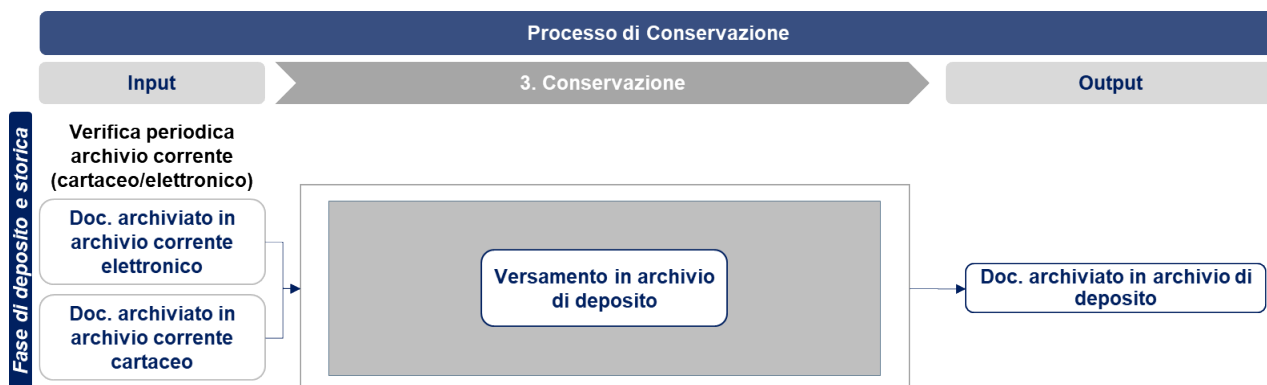 Processo di Conservazione
Input
3. Conservazione
Output
Fase di deposito e storica
Verifica periodica
archivio corrente
(cartaceo/elettronico)
Doc. archiviato in
archivio corrente
elettronico
Doc. archiviato in
archivio corrente
cartaceo
Versamento in archivio
di deposito
Doc. archiviato in archivio di
deposito